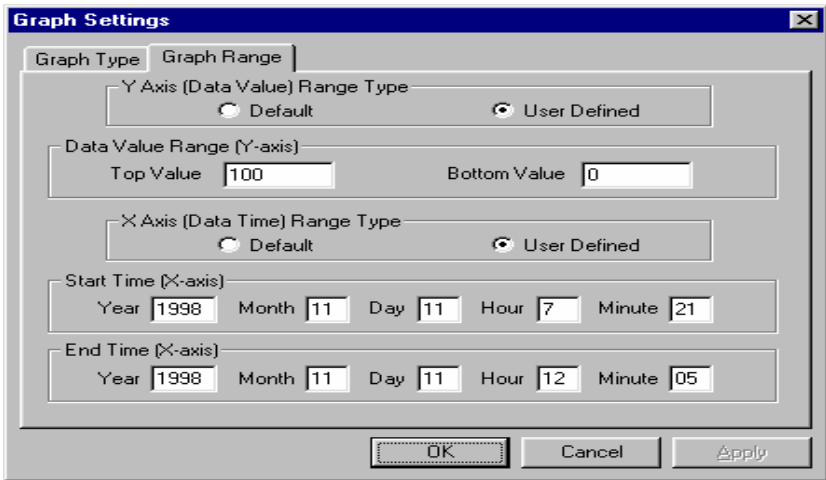 Graph Settings
Graph Type Graph Range
Y Axis (Data Value) Range Type
Default User Defined
Data Value Range (Y-axis)
Top Value 100 Bottom Value 0
X Axis (Data Time) Range Type
Default User Defined
Start Time (X-axis)
Year 1998 Month 11 Day 11 Hour 7 Minute 21
End Time (X-axis)
Year 1998 Month 11 Day 11 Hour 12 Minute 05
OK Cancel Apply